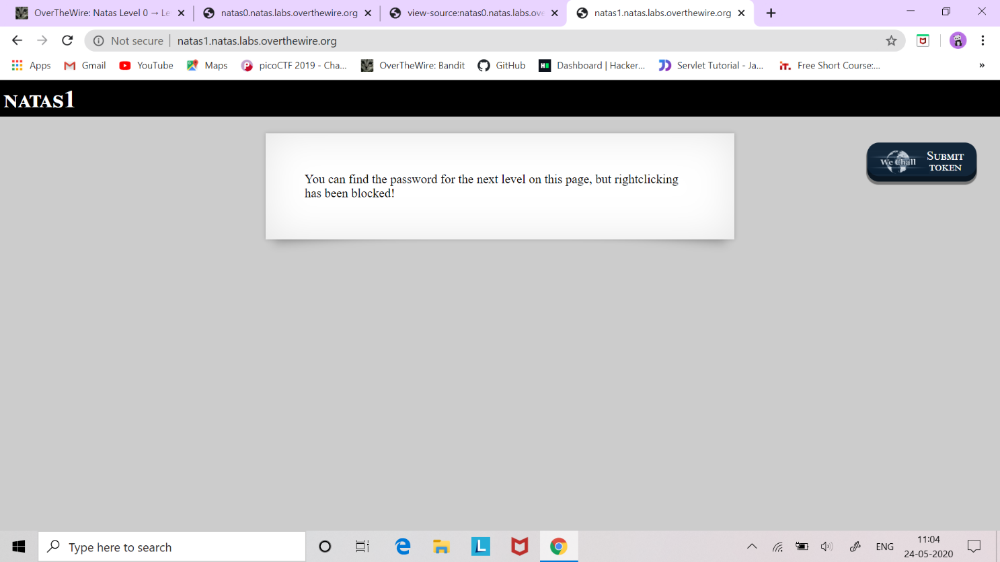 OverTheWire: Natas Level 0 → Le
natas0.natas.labs.overthewire.org
view-source:natas0.natas.labs.ove
natas1.natas.labs.overthewire.org
Not secure
natas1.natas.labs.overthewire.org
Apps
Gmail
YouTube
Maps
picoCTF 2019 - Cha...
OverTheWire: Bandit
GitHub
Dashboard | Hacker...
Servlet Tutorial - Ja...
Free Short Course:...
NATAS1
You can find the password for the next level on this page, but rightclicking
has been blocked!
We Chall
SUBMIT
TOKEN
Type here to search
ENG
11:04
24-05-2020